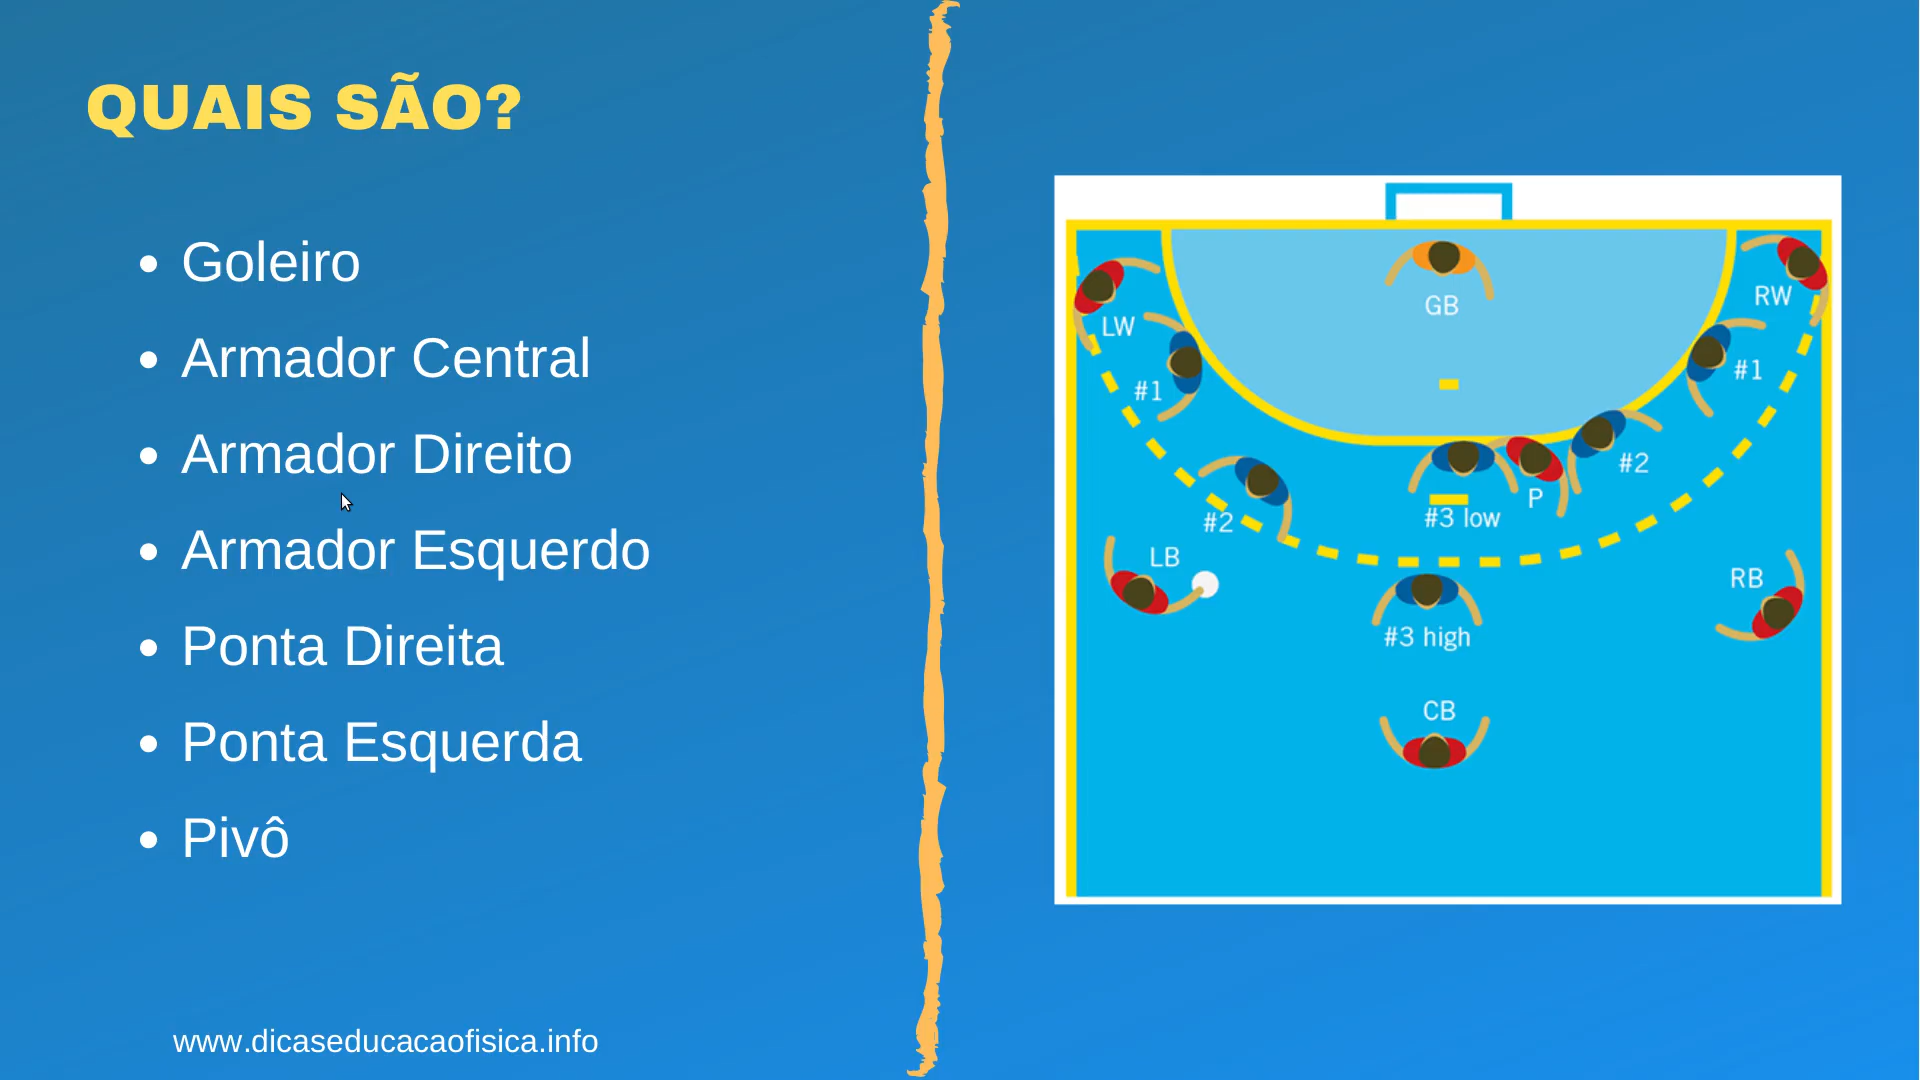 QUAIS SÃO?
• Goleiro
• Armador Central
• Armador Direito
• Armador Esquerdo
• Ponta Direita
• Ponta Esquerda
• Pivô
www.dicaseducacaofisica.info
GB
RW
LW
#1
#1
#2
P
#3 low
#2
LB
RB
#3 high
CB